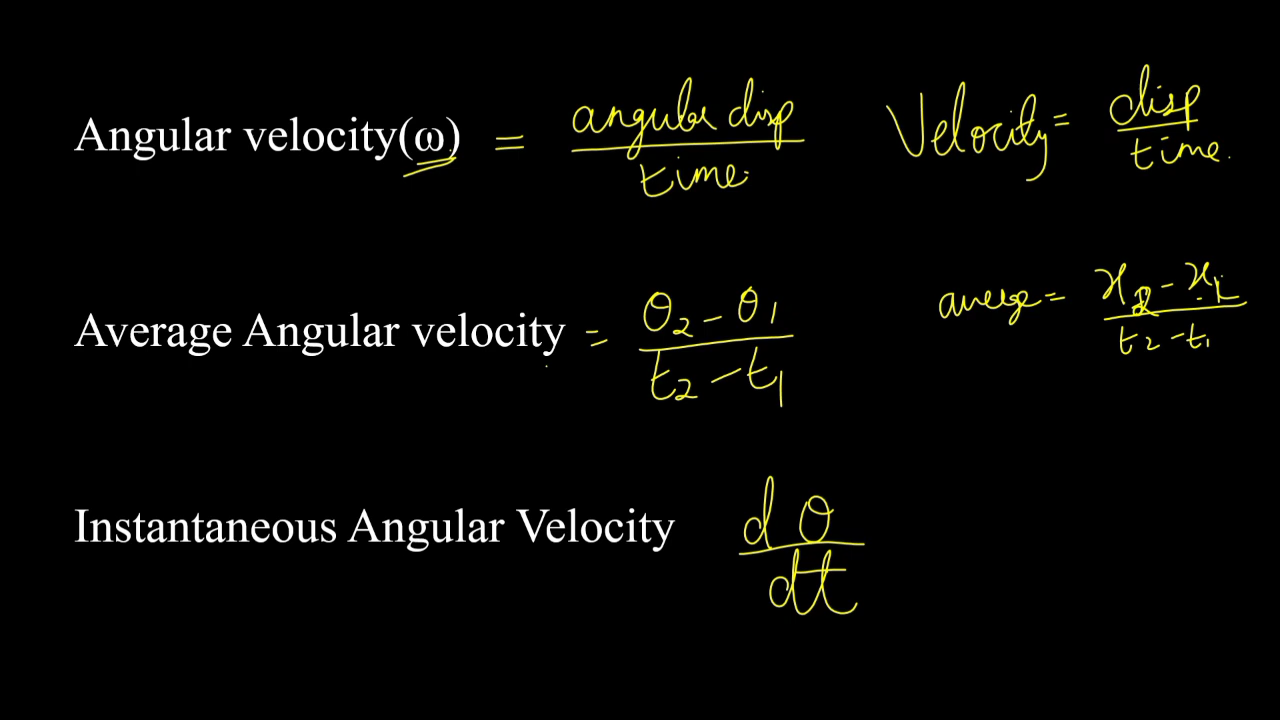 Angular velocity(ω) = angular disp / time. Velocity = disp / time.
Average Angular velocity = θ₂ - θ₁ / t₂ - t₁ average = x₂ - x₁ / t₂ - t₁
Instantaneous Angular Velocity dθ / dt